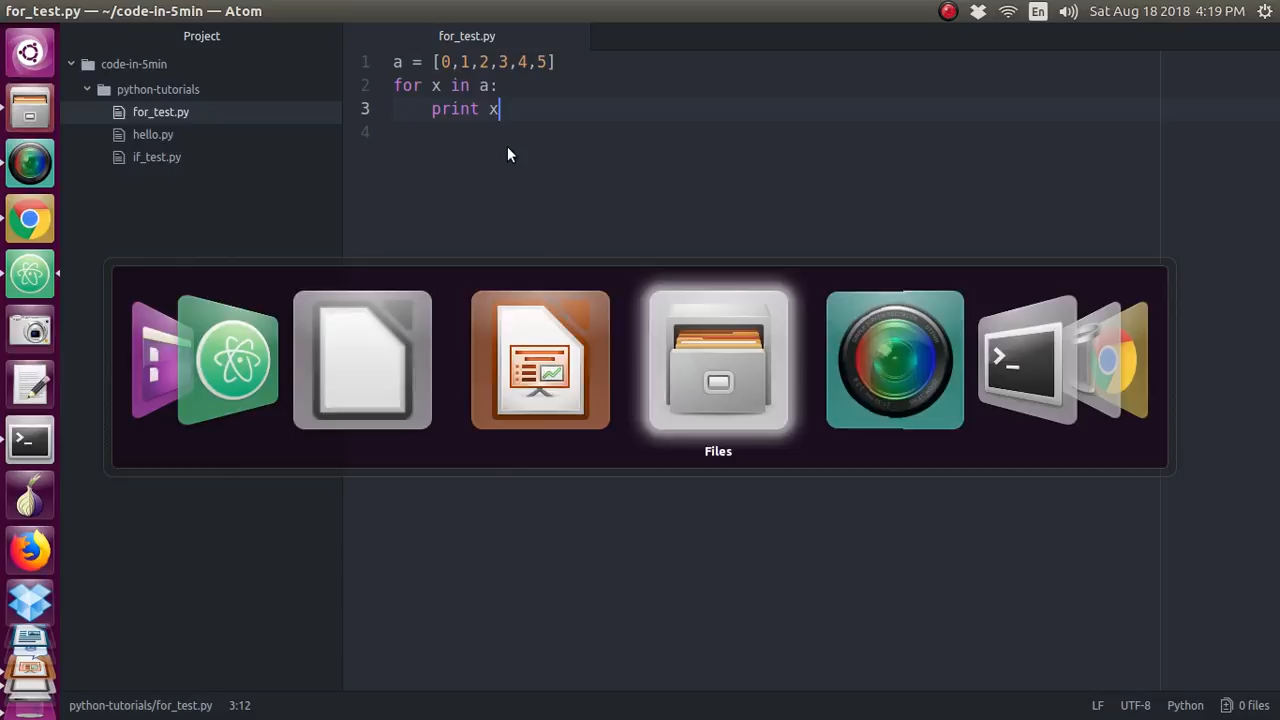 for_test.py — ~/code-in-5min — Atom
En
Sat Aug 18 2018 4:19 PM
Project
code-in-5min
python-tutorials
for_test.py
hello.py
if_test.py
for_test.py
1 a = [0,1,2,3,4,5]
2 for x in a:
3 print x
4
Files
python-tutorials/for_test.py 3:12
LF UTF-8 Python 0 files